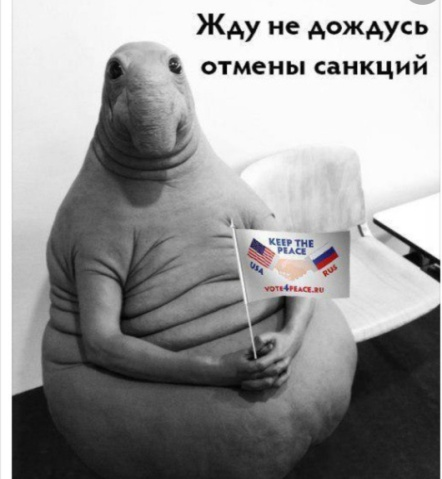 Жду не дождусь
отмены санкций
KEEP THE
PEACE
USA
RUS
VOTE4PEACE.RU